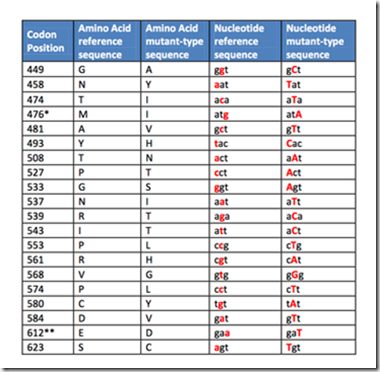 Codon Position Amino Acid reference sequence Amino Acid mutant-type sequence Nucleotide reference sequence Nucleotide mutant-type sequence
449 G A ggt gCt
458 N Y aat Tat
474 T I aca aTa
476* M I atg atA
481 A V gct gTt
493 Y H tac Cac
508 T N act aAt
527 P T cct Act
533 G S ggt Agt
537 N I aat aTt
539 R T aga aCa
543 I T att aCt
553 P L ccg cTg
561 R H cgt cAt
568 V G gtg gGg
574 P L cct cTt
580 C Y tgt tAt
584 D V gat gTt
612** E D gaa gaT
623 S C agt Tgt